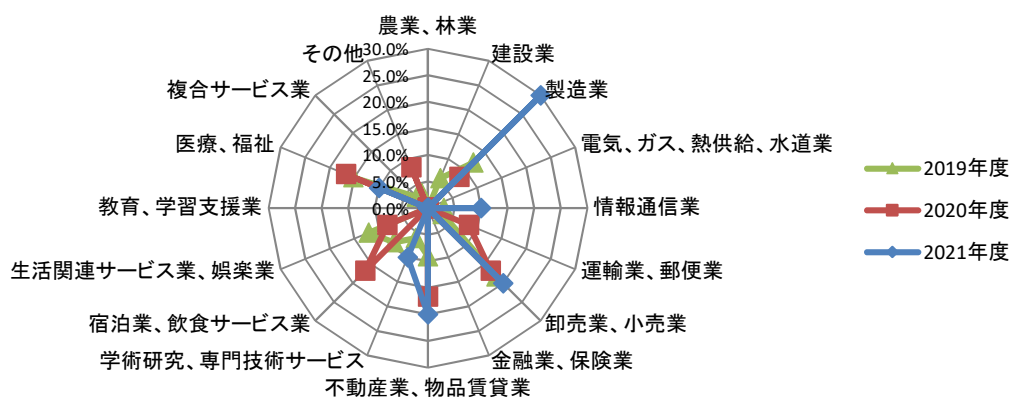 農業、林業
その他
建設業
30.0%
25.0%
20.0%
15.0%
10.0%
5.0%
0.0%
複合サービス業
製造業
医療、福祉
電気、ガス、熱供給、水道業
教育、学習支援業
情報通信業
生活関連サービス業、娯楽業
運輸業、郵便業
宿泊業、飲食サービス業
卸売業、小売業
学術研究、専門技術サービス
金融業、保険業
不動産業、物品賃貸業
2019年度
2020年度
2021年度